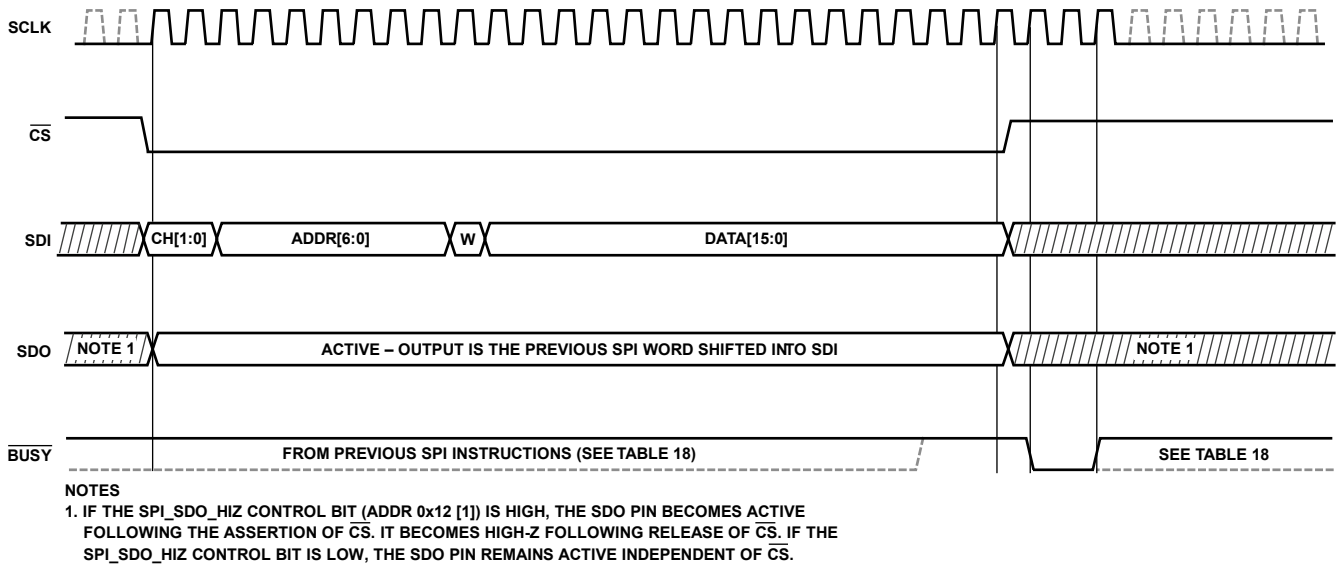 SCLK
CS
SDI
CH[1:0]
ADDR[6:0]
W
DATA[15:0]
SDO
NOTE 1
ACTIVE – OUTPUT IS THE PREVIOUS SPI WORD SHIFTED INTO SDI
NOTE 1
BUSY
FROM PREVIOUS SPI INSTRUCTIONS (SEE TABLE 18)
SEE TABLE 18
NOTES
1. IF THE SPI_SDO_HIZ CONTROL BIT (ADDR 0x12 [1]) IS HIGH, THE SDO PIN BECOMES ACTIVE
FOLLOWING THE ASSERTION OF CS. IT BECOMES HIGH-Z FOLLOWING RELEASE OF CS. IF THE
SPI_SDO_HIZ CONTROL BIT IS LOW, THE SDO PIN REMAINS ACTIVE INDEPENDENT OF CS.